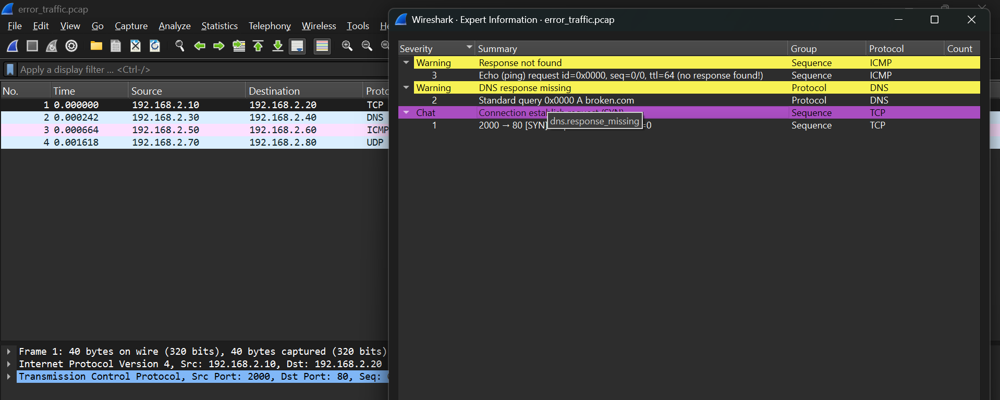 error_traffic.pcap
File Edit View Go Capture Analyze Statistics Telephony Wireless Tools
Apply a display filter ... <Ctrl-/>
No. Time Source Destination
1 0.000000 192.168.2.10 192.168.2.20 TCP
2 0.000242 192.168.2.30 192.168.2.40 DNS
3 0.000664 192.168.2.50 192.168.2.60 ICMP
4 0.001618 192.168.2.70 192.168.2.80 UDP
Frame 1: 40 bytes on wire (320 bits), 40 bytes captured (320 bits)
Internet Protocol Version 4, Src: 192.168.2.10, Dst: 192.168.2.20
Transmission Control Protocol, Src Port: 2000, Dst Port: 80, Seq:
Wireshark · Expert Information · error_traffic.pcap
Severity Summary Group Protocol Count
Warning Response not found Sequence ICMP
3 Echo (ping) request id=0x0000, seq=0/0, ttl=64 (no response found!) Sequence ICMP
Warning DNS response missing Protocol DNS
2 Standard query 0x0000 A broken.com Protocol DNS
Chat Connection establish request (SYN) Sequence TCP
dns.response_missing
1 2000 → 80 [SYN] =0 Sequence TCP